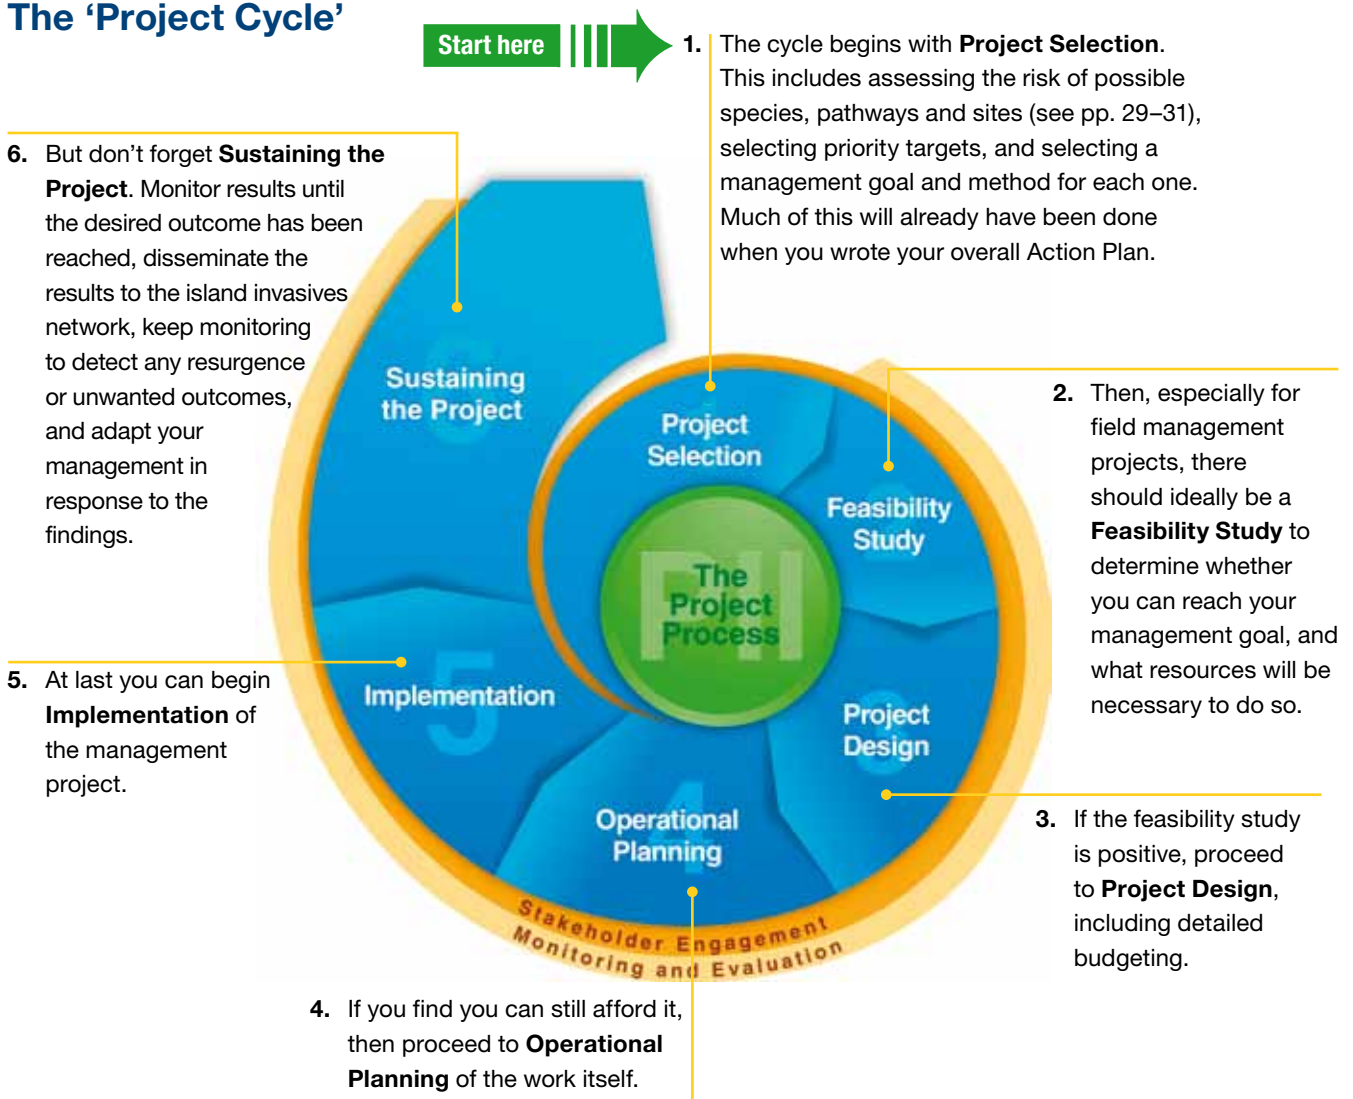 The ‘Project Cycle’
Start here
1. The cycle begins with Project Selection.
This includes assessing the risk of possible
species, pathways and sites (see pp. 29–31),
selecting priority targets, and selecting a
management goal and method for each one.
Much of this will already have been done
when you wrote your overall Action Plan.
2. Then, especially for
field management
projects, there
should ideally be a
Feasibility Study to
determine whether
you can reach your
management goal, and
what resources will be
necessary to do so.
3. If the feasibility study
is positive, proceed
to Project Design,
including detailed
budgeting.
4. If you find you can still afford it,
then proceed to Operational
Planning of the work itself.
5. At last you can begin
Implementation of
the management
project.
6. But don’t forget Sustaining the
Project. Monitor results until
the desired outcome has been
reached, disseminate the
results to the island invasives
network, keep monitoring
to detect any resurgence
or unwanted outcomes,
and adapt your
management in
response to the
findings.
Project
Selection
Feasibility
Study
3
Project
Design
4
Operational
Planning
5
Implementation
6
Sustaining
the Project
The
Project
Process
Stakeholder Engagement
Monitoring and Evaluation